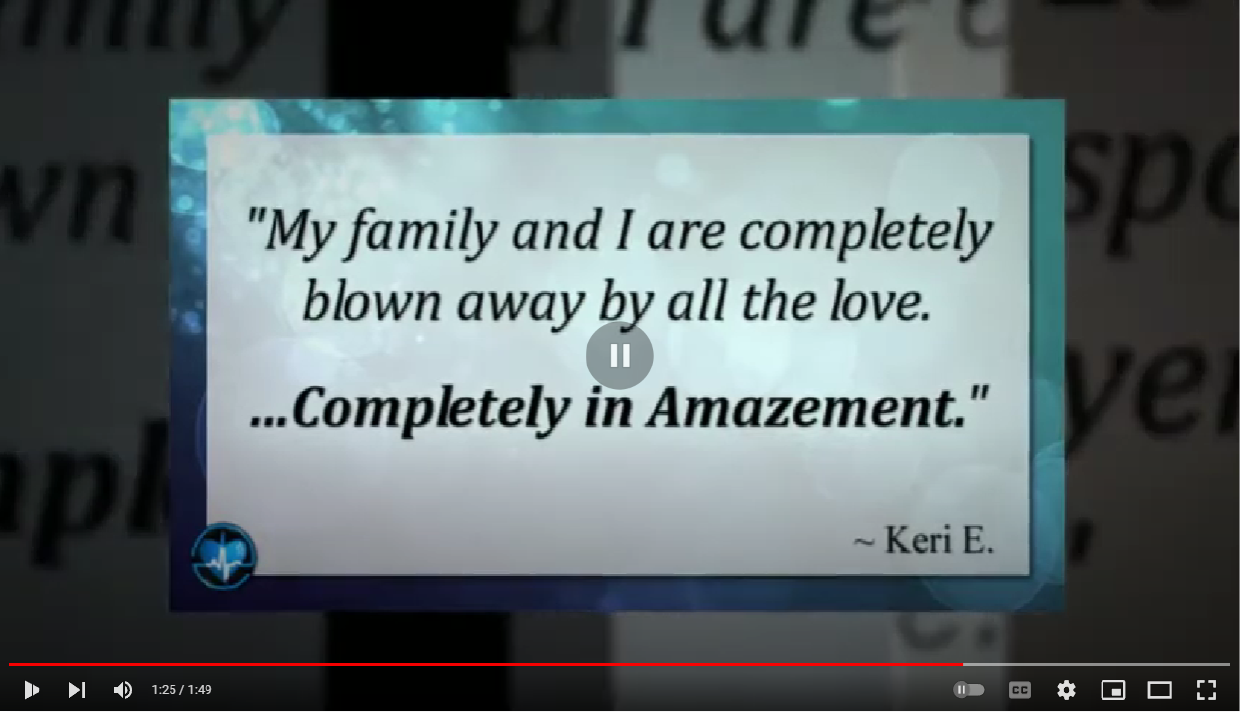 "My family and I are completely
blown away by all the love.
...Completely in Amazement."
~ Keri E.
1:25 / 1:49
CC